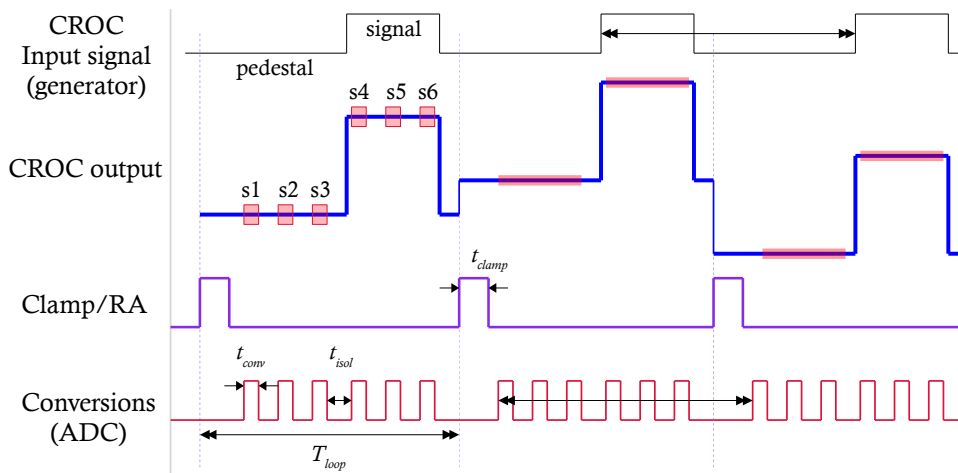 CROC
Input signal
(generator)
signal
pedestal
s4 s5 s6
CROC output
s1 s2 s3
t_clamp
Clamp/RA
t_conv t_isol
Conversions
(ADC)
T_loop